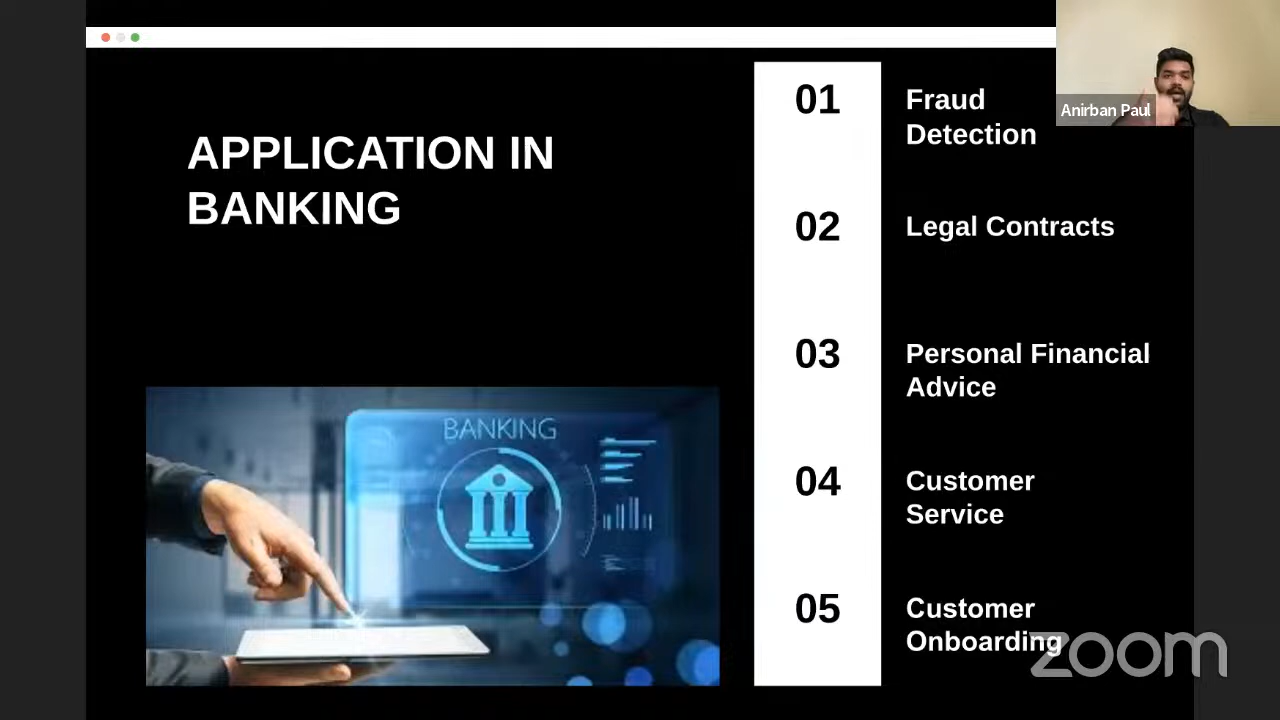 APPLICATION IN
BANKING
BANKING
01
Fraud
Detection
02
Legal Contracts
03
Personal Financial
Advice
04
Customer
Service
05
Customer
Onboarding
Anirban Paul
zoom